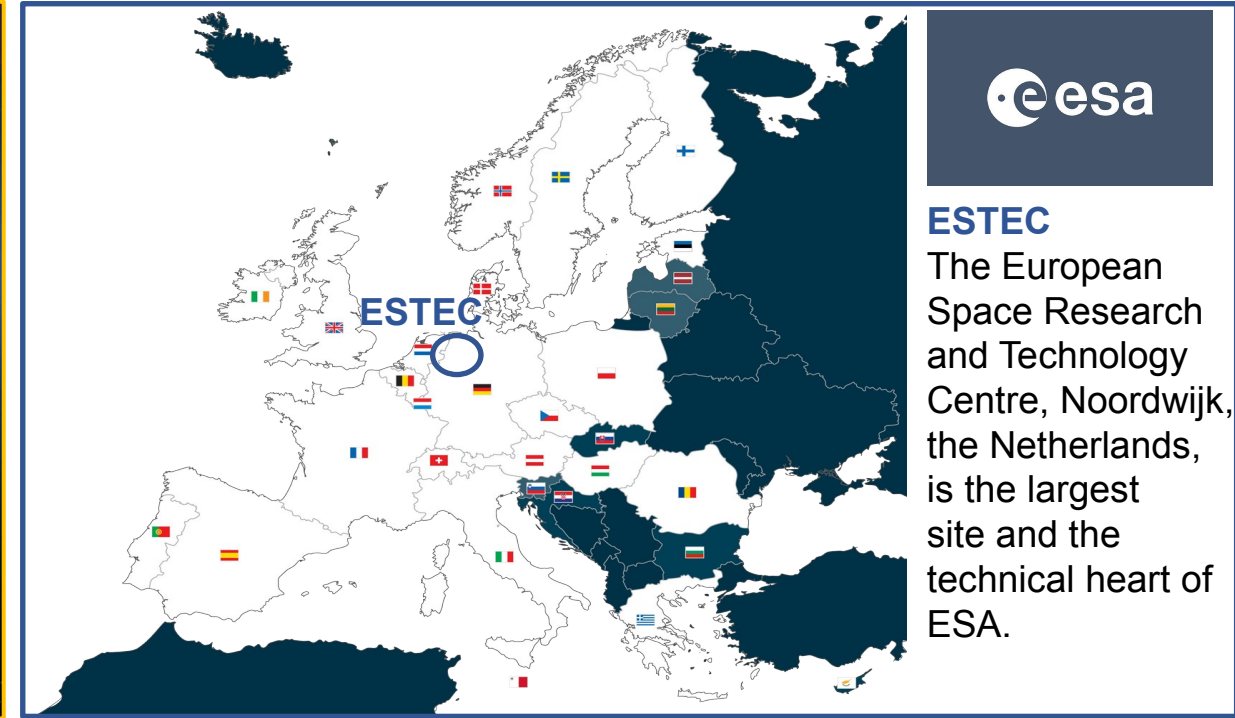 esa
ESTEC
ESTEC
The European
Space Research
and Technology
Centre, Noordwijk,
the Netherlands,
is the largest
site and the
technical heart of
ESA.